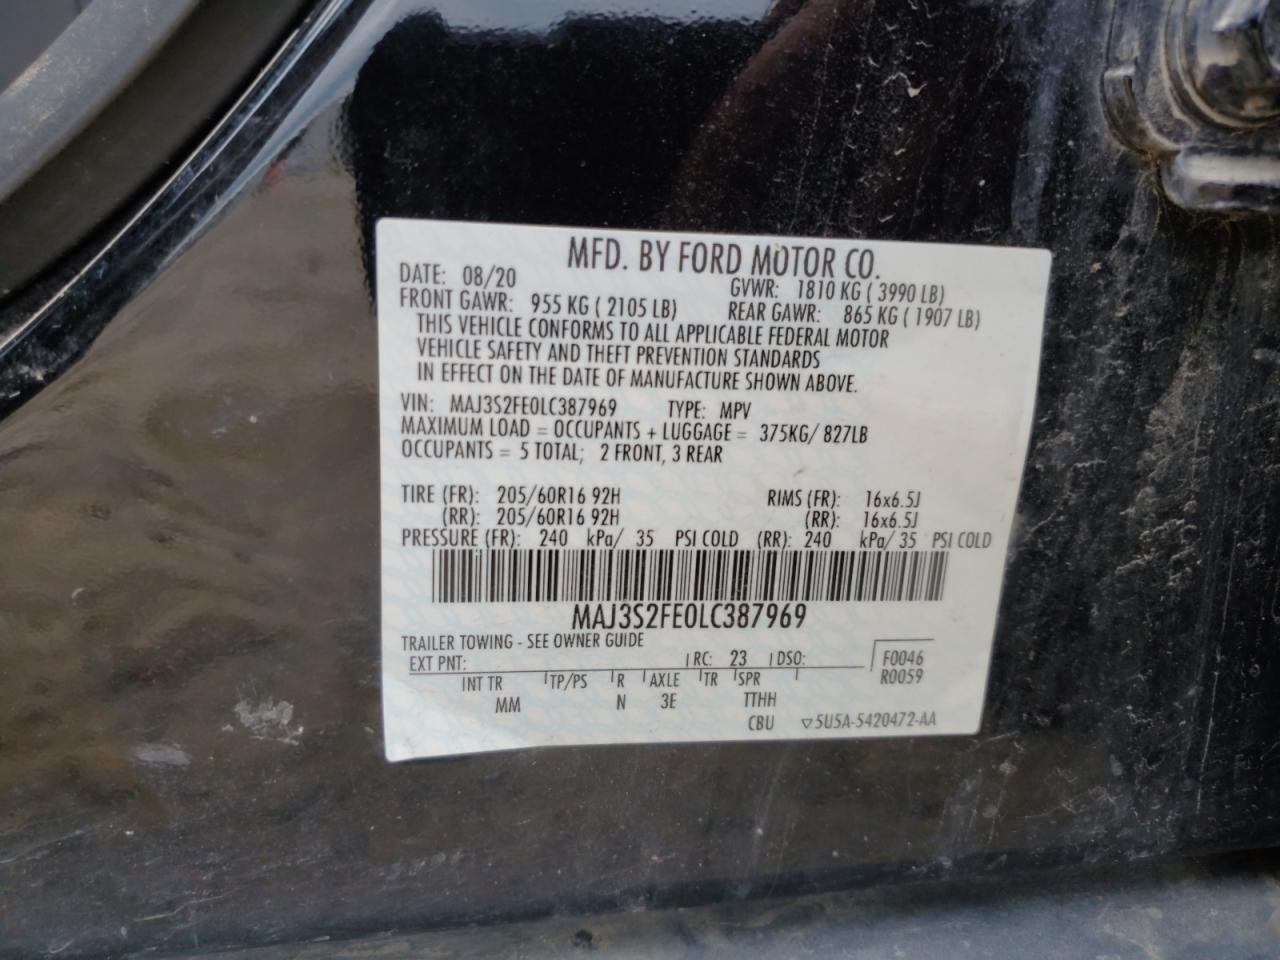 MFD. BY FORD MOTOR CO.
DATE: 08/20 GVWR: 1810 KG ( 3990 LB)
FRONT GAWR: 955 KG ( 2105 LB) REAR GAWR: 865 KG ( 1907 LB)
THIS VEHICLE CONFORMS TO ALL APPLICABLE FEDERAL MOTOR
VEHICLE SAFETY AND THEFT PREVENTION STANDARDS
IN EFFECT ON THE DATE OF MANUFACTURE SHOWN ABOVE.
VIN: MAJ3S2FE0LC387969 TYPE: MPV
MAXIMUM LOAD = OCCUPANTS + LUGGAGE = 375KG/ 827LB
OCCUPANTS = 5 TOTAL; 2 FRONT, 3 REAR
TIRE (FR): 205/60R16 92H RIMS (FR): 16x6.5J
(RR): 205/60R16 92H (RR): 16x6.5J
PRESSURE (FR): 240 kPa/ 35 PSI COLD (RR): 240 kPa/ 35 PSI COLD
MAJ3S2FE0LC387969
TRAILER TOWING - SEE OWNER GUIDE
EXT PNT: RC: 23 DSO: F0046
R0059
INT TR TP/PS R AXLE TR SPR
MM N 3E TTHH
CBU 5U5A-5420472-AA